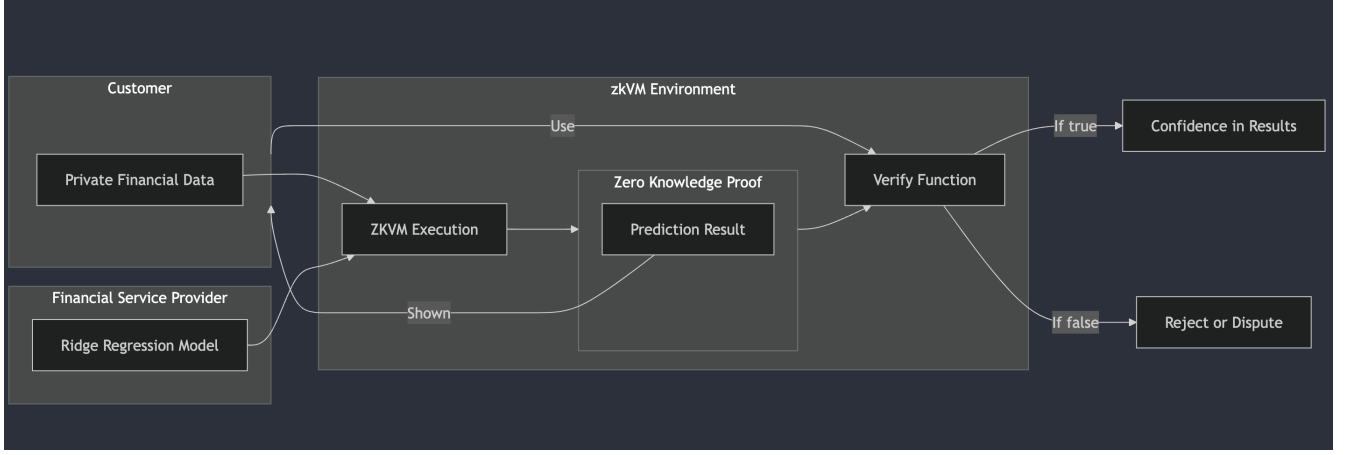 Customer
Private Financial Data
Financial Service Provider
Ridge Regression Model
zkVM Environment
Use
ZKVM Execution
Zero Knowledge Proof
Prediction Result
Shown
Verify Function
If true
Confidence in Results
If false
Reject or Dispute